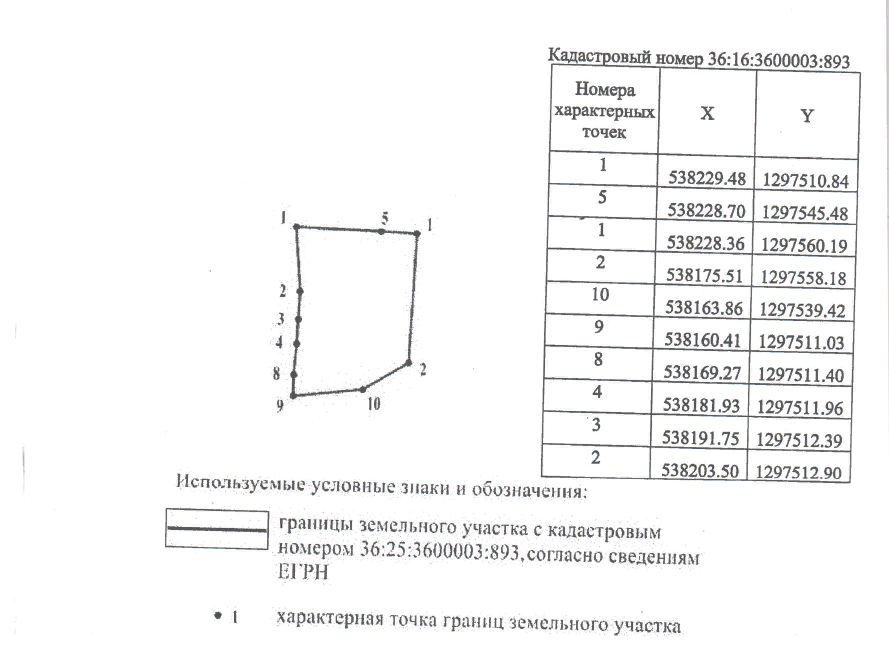 Кадастровый номер 36:16:3600003:893
Номера характерных точек X Y
1 538229.48 1297510.84
5 538228.70 1297545.48
1 538228.36 1297560.19
2 538175.51 1297558.18
10 538163.86 1297539.42
9 538160.41 1297511.03
8 538169.27 1297511.40
4 538181.93 1297511.96
3 538191.75 1297512.39
2 538203.50 1297512.90
1 5 1
2
3
4
8 2
9 10
Используемые условные знаки и обозначения:
границы земельного участка с кадастровым
номером 36:25:3600003:893,согласно сведениям
ЕГРН
1 характерная точка границ земельного участка